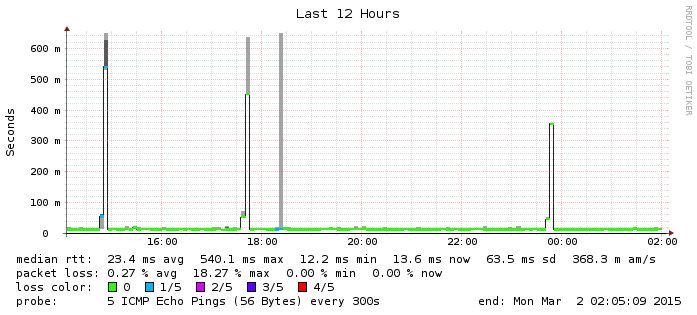 Last 12 Hours
RRDTOOL / TOBI OETIKER
Seconds
600 m
500 m
400 m
300 m
200 m
100 m
0
16:00 18:00 20:00 22:00 00:00 02:00
median rtt: 23.4 ms avg 540.1 ms max 12.2 ms min 13.6 ms now 63.5 ms sd 368.3 m am/s
packet loss: 0.27 % avg 18.27 % max 0.00 % min 0.00 % now
loss color: 0 1/5 2/5 3/5 4/5
probe: 5 ICMP Echo Pings (56 Bytes) every 300s end: Mon Mar 2 02:05:09 2015